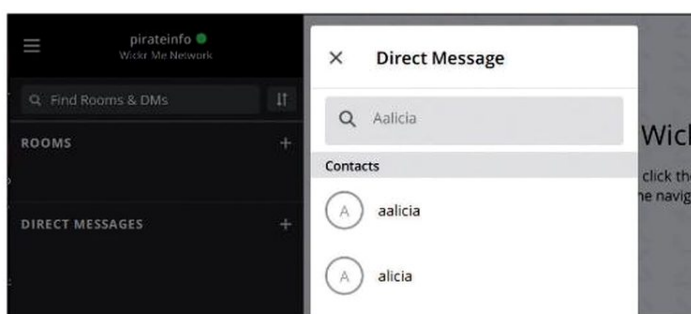 pirateinfo
Wickr Me Network
Find Rooms & DMs
ROOMS
DIRECT MESSAGES
Direct Message
Aalicia
Contacts
A aalicia
A alicia
Wic
click the
e navig